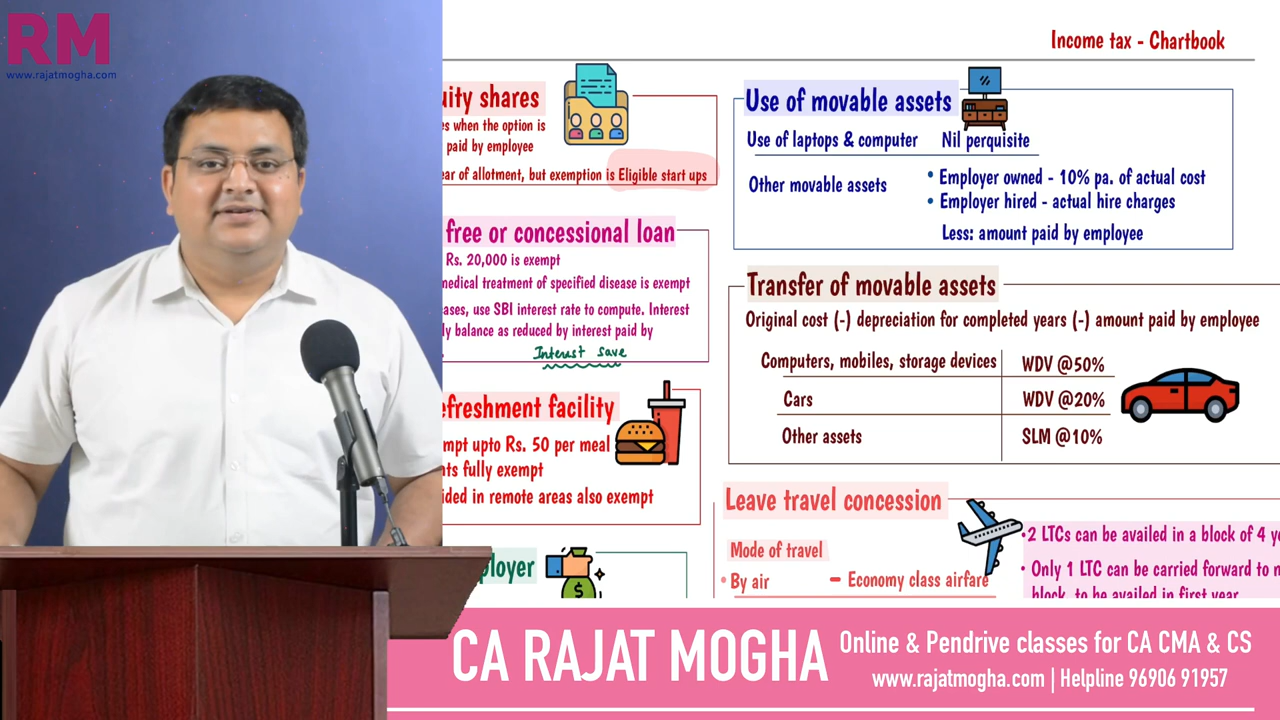 RM
www.rajatmogha.com
Income tax - Chartbook
uity shares
es when the option is
paid by employee
ear of allotment, but exemption is Eligible start ups
free or concessional loan
Rs. 20,000 is exempt
medical treatment of specified disease is exempt
ases, use SBI interest rate to compute. Interest
ly balance as reduced by interest paid by
Interest save
efreshment facility
mpt upto Rs. 50 per meal
nts fully exempt
ided in remote areas also exempt
ployer
Use of movable assets
Use of laptops & computer Nil perquisite
Other movable assets
• Employer owned - 10% pa. of actual cost
• Employer hired - actual hire charges
Less: amount paid by employee
Transfer of movable assets
Original cost (-) depreciation for completed years (-) amount paid by employee
Computers, mobiles, storage devices WDV @50%
Cars WDV @20%
Other assets SLM @10%
Leave travel concession
Mode of travel
• By air - Economy class airfare
• 2 LTCs can be availed in a block of 4 ye
• Only 1 LTC can be carried forward to n
block, to be availed in first year
CA RAJAT MOGHA
Online & Pendrive classes for CA CMA & CS
www.rajatmogha.com | Helpline 96906 91957